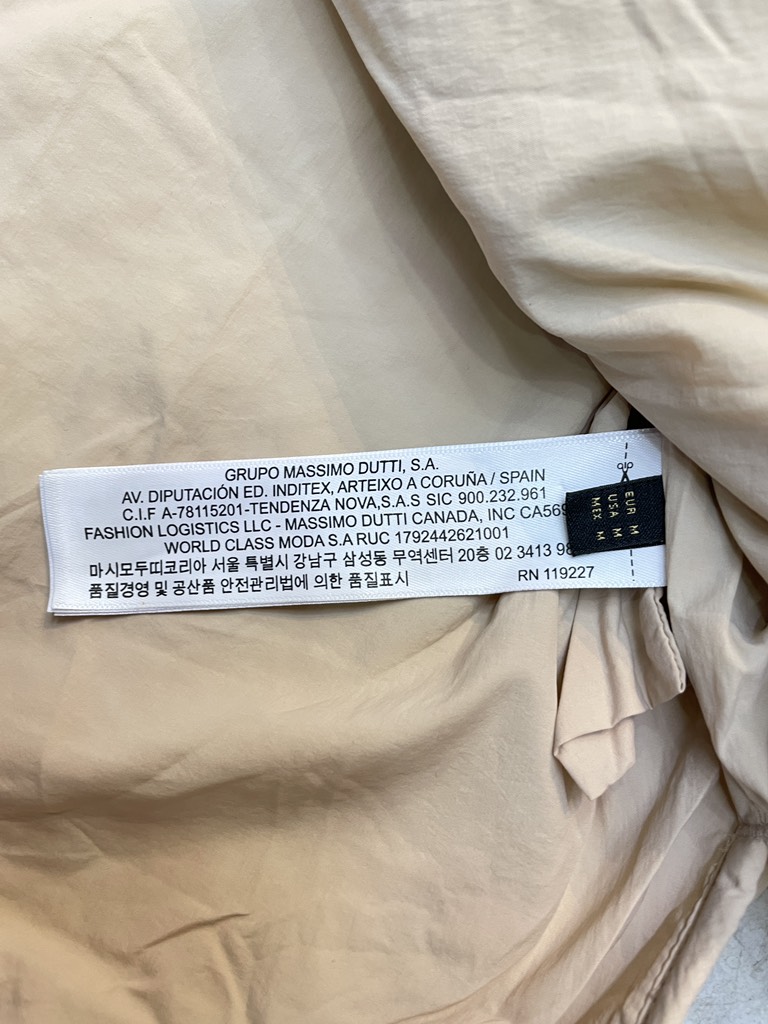 GRUPO MASSIMO DUTTI, S.A.
AV. DIPUTACIÓN ED. INDITEX, ARTEIXO A CORUÑA / SPAIN
C.I.F A-78115201-TENDENZA NOVA,S.A.S SIC 900.232.961
FASHION LOGISTICS LLC - MASSIMO DUTTI CANADA, INC
WORLD CLASS MODA S.A RUC 1792442621001
마시모두띠코리아 서울 특별시 강남구 삼성동 무역센터 20층 02 3413
품질경영 및 공산품 안전관리법에 의한 품질표시
RN 119227
EUR M
USA M
MEX M